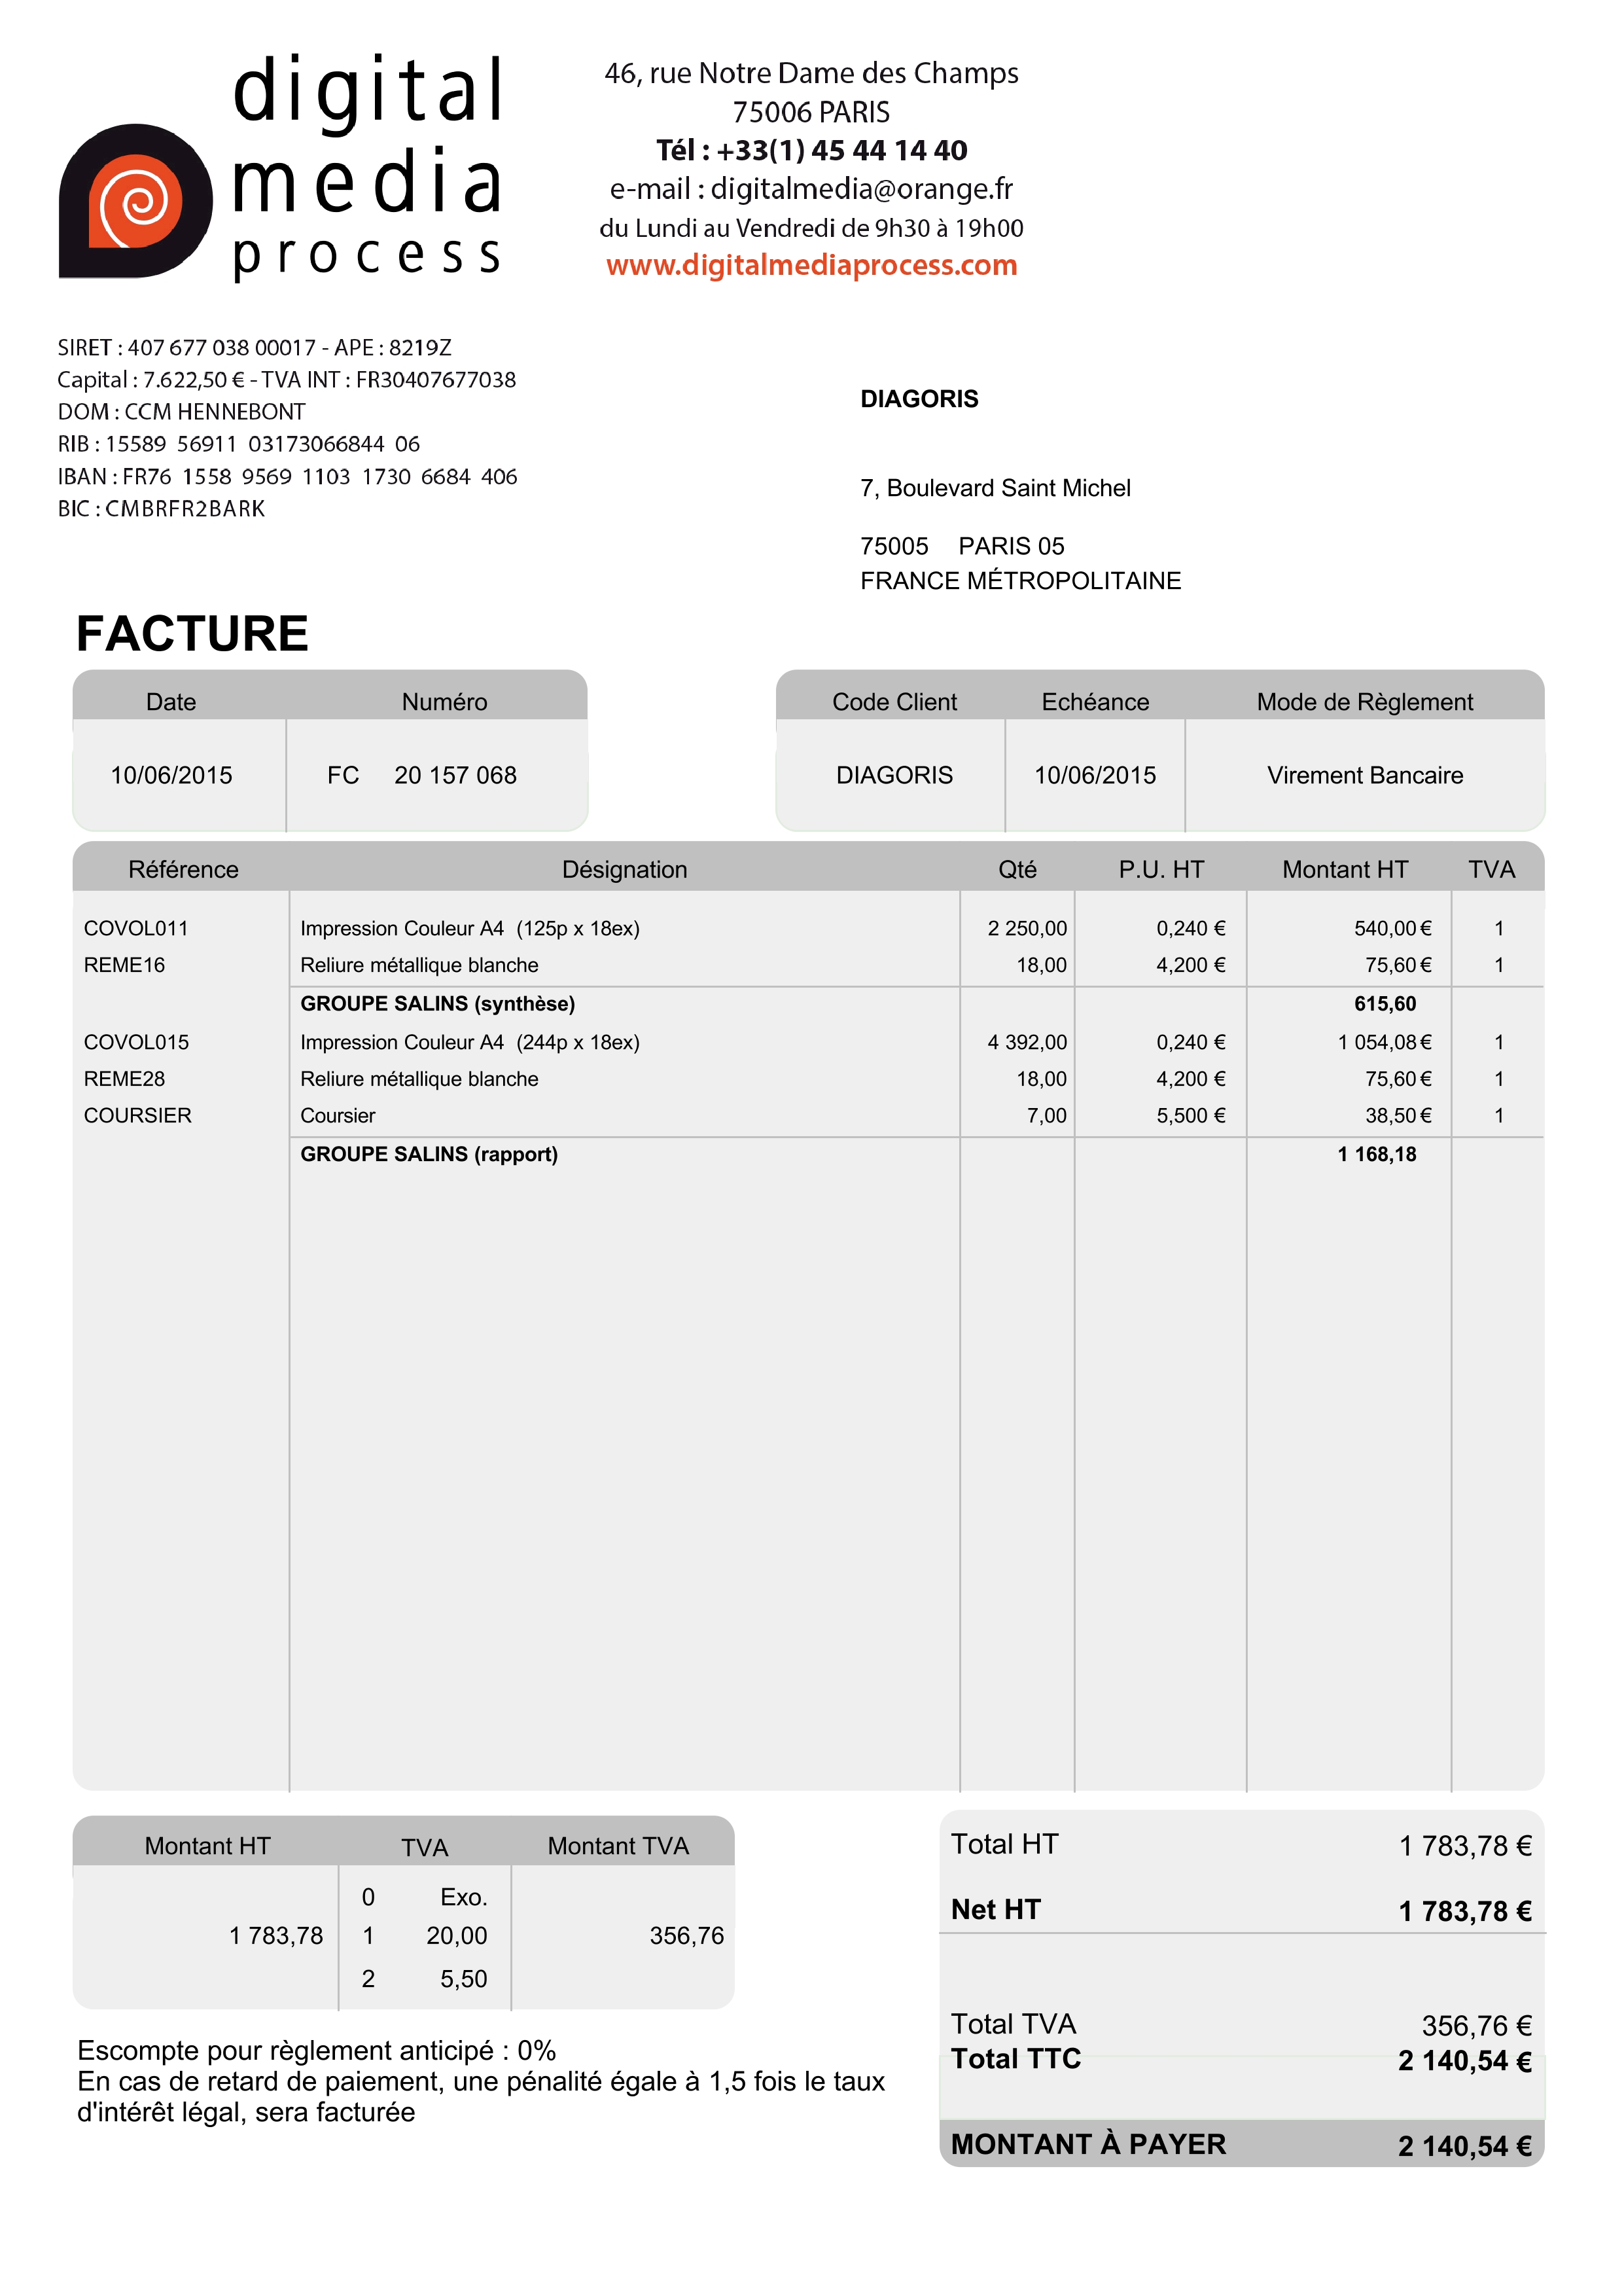 digital
media
process
46, rue Notre Dame des Champs
75006 PARIS
Tél : +33(1) 45 44 14 40
e-mail : digitalmedia@orange.fr
du Lundi au Vendredi de 9h30 à 19h00
www.digitalmediaprocess.com
SIRET : 407 677 038 00017 - APE : 8219Z
Capital : 7.622,50 € - TVA INT : FR30407677038
DOM : CCM HENNEBONT
RIB : 15589 56911 03173066844 06
IBAN : FR76 1558 9569 1103 1730 6684 406
BIC : CMBRFR2BARK
DIAGORIS
7, Boulevard Saint Michel
75005 PARIS 05
FRANCE MÉTROPOLITAINE
FACTURE
Date Numéro
10/06/2015 FC 20 157 068
Code Client Echéance Mode de Règlement
DIAGORIS 10/06/2015 Virement Bancaire
Référence Désignation Qté P.U. HT Montant HT TVA
COVOL011 Impression Couleur A4 (125p x 18ex) 2 250,00 0,240 € 540,00 € 1
REME16 Reliure métallique blanche 18,00 4,200 € 75,60 € 1
GROUPE SALINS (synthèse) 615,60
COVOL015 Impression Couleur A4 (244p x 18ex) 4 392,00 0,240 € 1 054,08 € 1
REME28 Reliure métallique blanche 18,00 4,200 € 75,60 € 1
COURSIER Coursier 7,00 5,500 € 38,50 € 1
GROUPE SALINS (rapport) 1 168,18
Montant HT TVA Montant TVA
0 Exo.
1 783,78 1 20,00 356,76
2 5,50
Escompte pour règlement anticipé : 0%
En cas de retard de paiement, une pénalité égale à 1,5 fois le taux
d'intérêt légal, sera facturée
Total HT 1 783,78 €
Net HT 1 783,78 €
Total TVA 356,76 €
Total TTC 2 140,54 €
MONTANT À PAYER 2 140,54 €